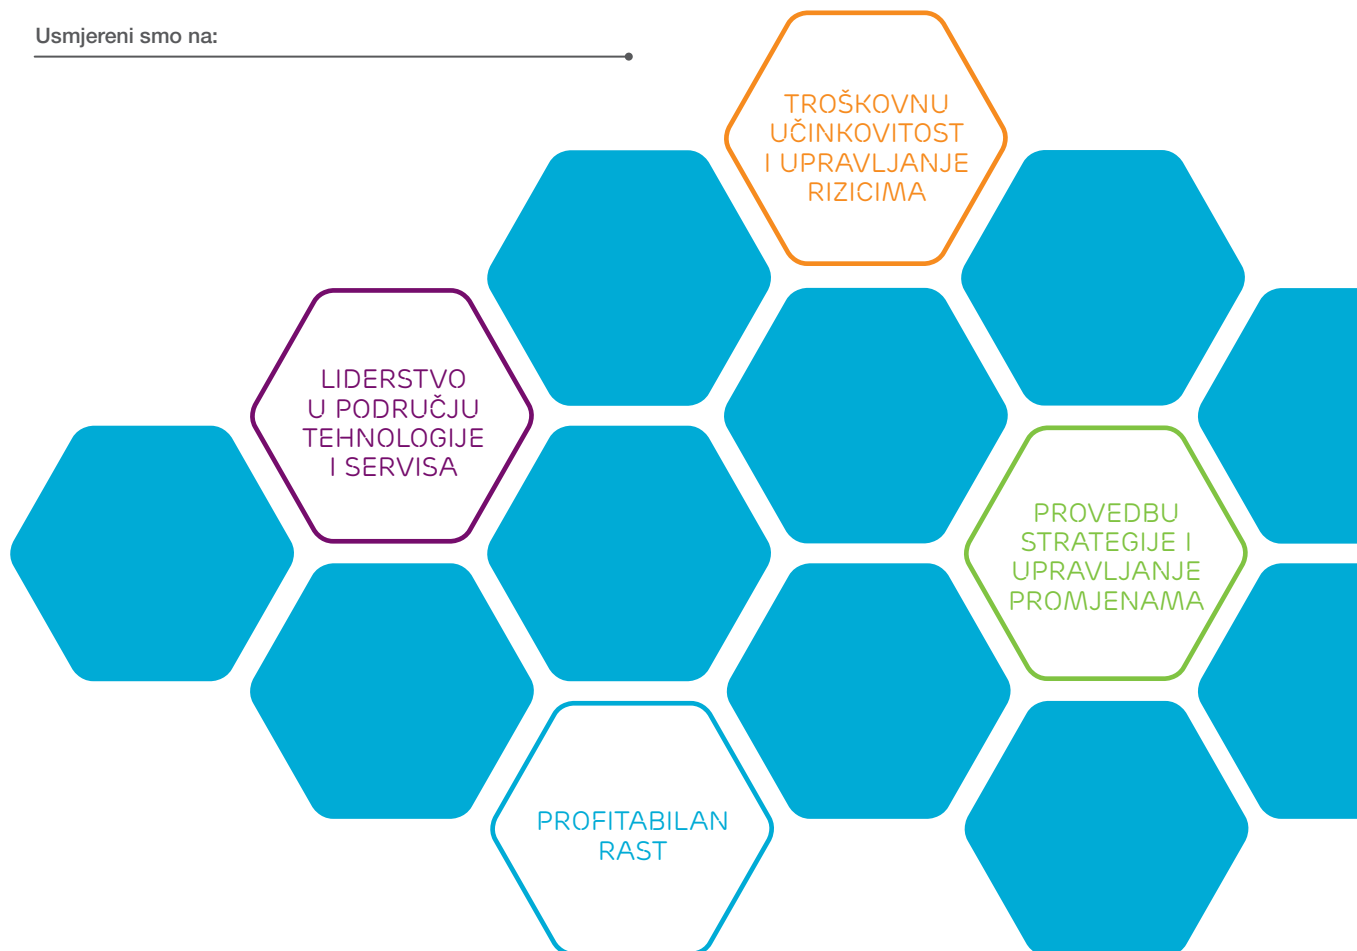 Usmjereni smo na:
TROŠKOVNU
UČINKOVITOST
I UPRAVLJANJE
RIZICIMA
LIDERSTVO
U PODRUČJU
TEHNOLOGIJE
I SERVISA
PROVEDBU
STRATEGIJE I
UPRAVLJANJE
PROMJENAMA
PROFITABILAN
RAST